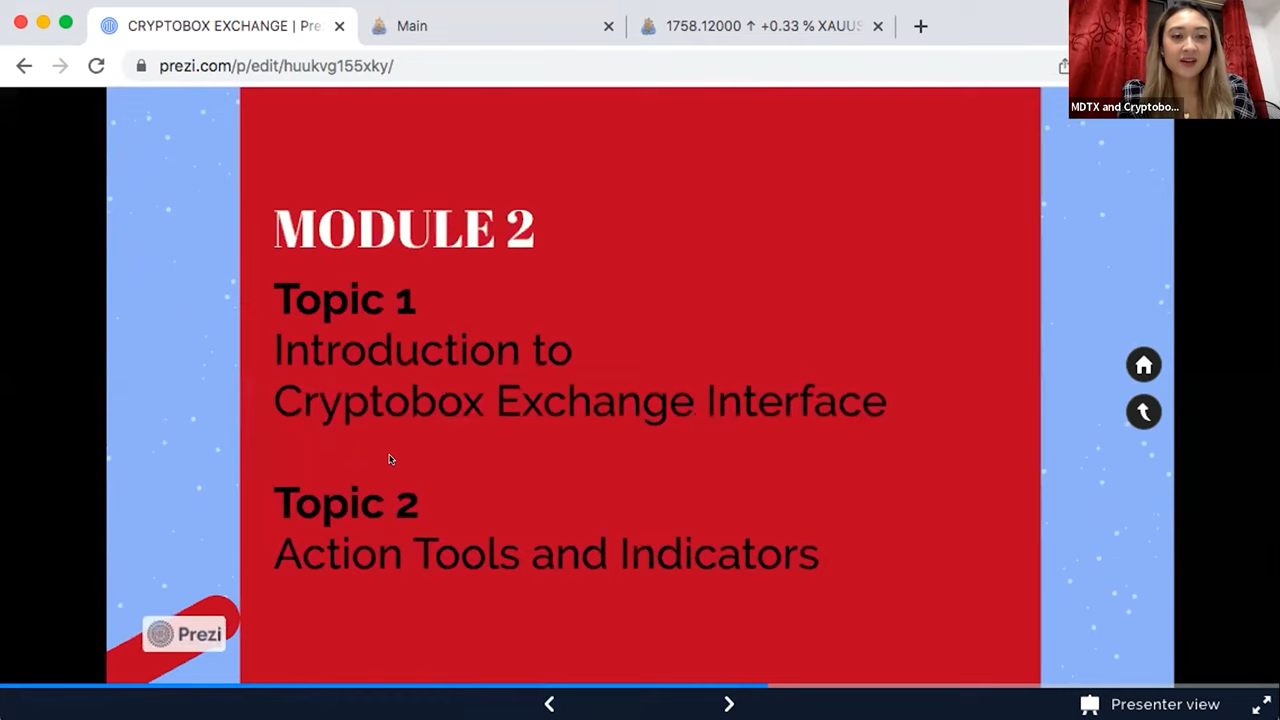 CRYPTOBOX EXCHANGE | Pre
Main
1758.12000 ↑ +0.33 % XAUUS
prezi.com/p/edit/huukvg155xky/
MDTX and Cryptobo...
MODULE 2
Topic 1
Introduction to
Cryptobox Exchange Interface
Topic 2
Action Tools and Indicators
Prezi
Presenter view